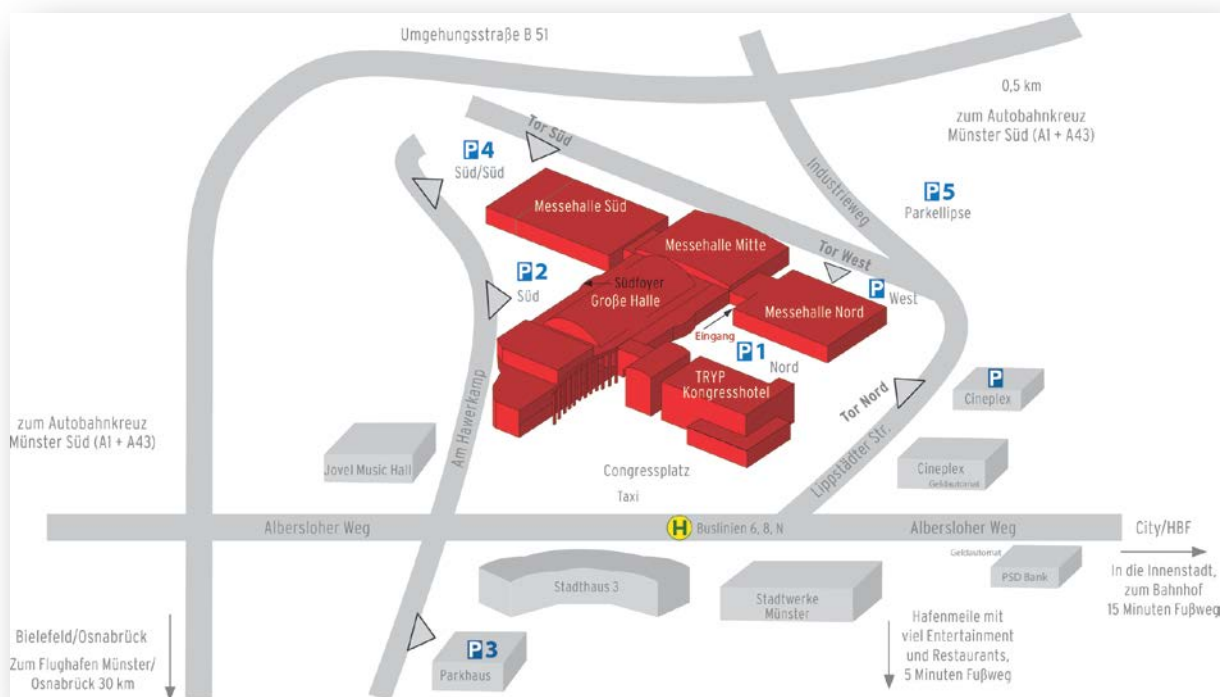 Umgehungsstraße B 51
0,5 km
zum Autobahnkreuz
Münster Süd (A1 + A43)
Tor Süd
P4
Süd/Süd
Industrieweg
P5
Parkellipse
Messehalle Süd
Messehalle Mitte
Tor West
P2
Süd
Südfoyer
Große Halle
P
West
Messehalle Nord
Eingang
P1
Nord
TRYP
Kongresshotel
Tor Nord
P
Cineplex
zum Autobahnkreuz
Münster Süd (A1 + A43)
Am Hawerkamp
Jovel Music Hall
Lippstädter Str.
Cineplex
Geldautomat
Congressplatz
Taxi
Albersloher Weg
H
Buslinien 6, 8, N
Albersloher Weg
City/HBF
Geldautomat
PSD Bank
In die Innenstadt,
zum Bahnhof
15 Minuten Fußweg
Stadthaus 3
Stadtwerke
Münster
Hafenmeile mit
viel Entertainment
und Restaurants,
5 Minuten Fußweg
Bielefeld/Osnabrück
Zum Flughafen Münster/
Osnabrück 30 km
P3
Parkhaus